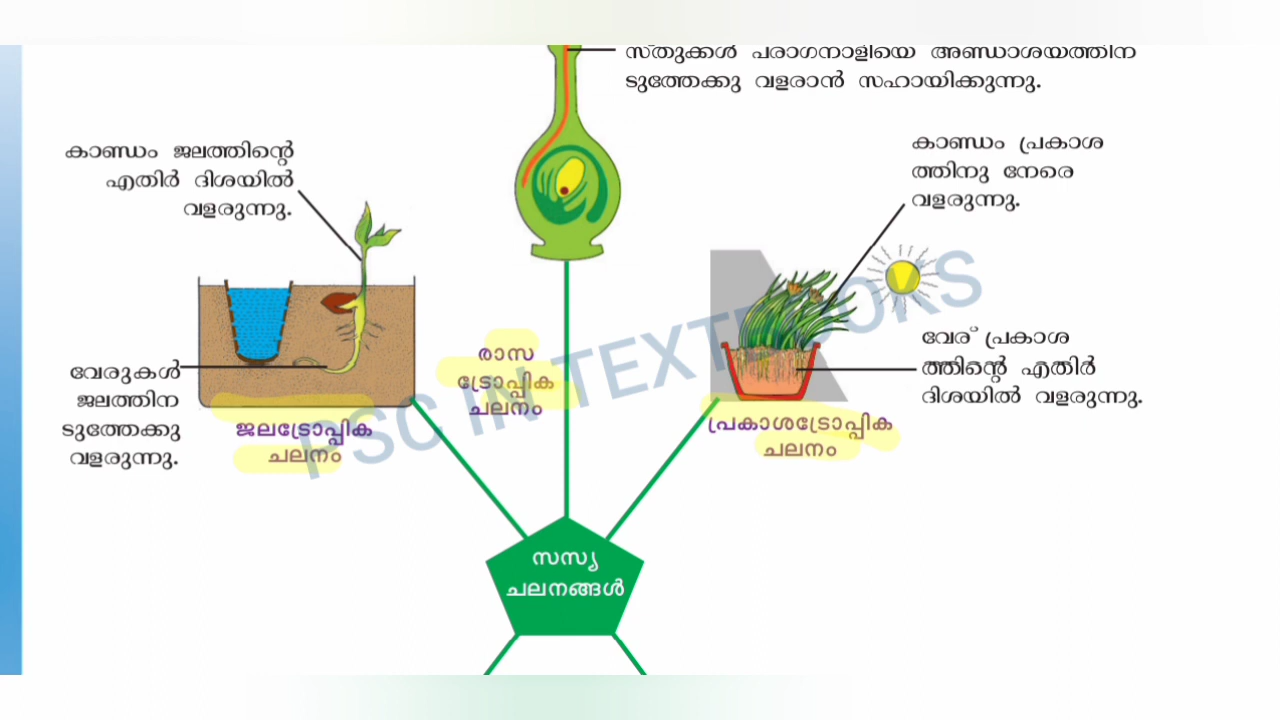 സ്തുക്കൾ പരാഗനാളിയെ അണ്ഡാശയത്തിന
ടുത്തേക്കു വളരാൻ സഹായിക്കുന്നു.
കാണ്ഡം ജലത്തിന്റെ
എതിർ ദിശയിൽ
വളരുന്നു.
കാണ്ഡം പ്രകാശ
ത്തിനു നേരെ
വളരുന്നു.
വേരുകൾ
ജലത്തിന
ടുത്തേക്കു
വളരുന്നു.
ജലട്രോപ്പിക
ചലനം
രാസ
ട്രോപ്പിക
ചലനം
വേര് പ്രകാശ
ത്തിന്റെ എതിർ
ദിശയിൽ വളരുന്നു.
പ്രകാശട്രോപ്പിക
ചലനം
PSC IN TEXTBOOKS
സസ്യ
ചലനങ്ങൾ